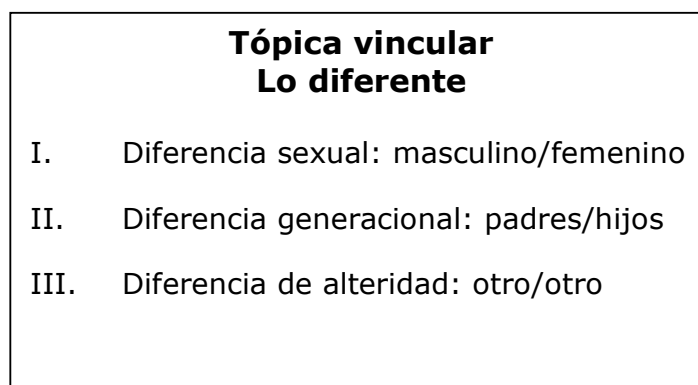 Tópica vincular
Lo diferente
I. Diferencia sexual: masculino/femenino
II. Diferencia generacional: padres/hijos
III. Diferencia de alteridad: otro/otro